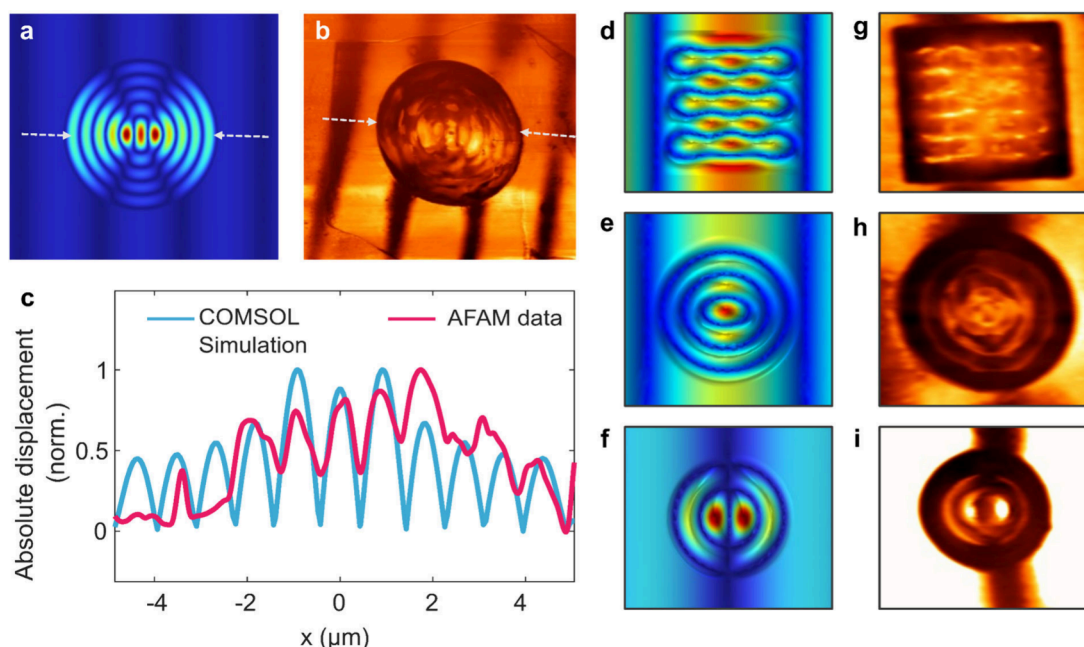 a
b
c
COMSOL
Simulation
AFAM data
Absolute displacement
(norm.)
1
0.5
0
-4
-2
0
2
4
x (μm)
d
g
e
h
f
i